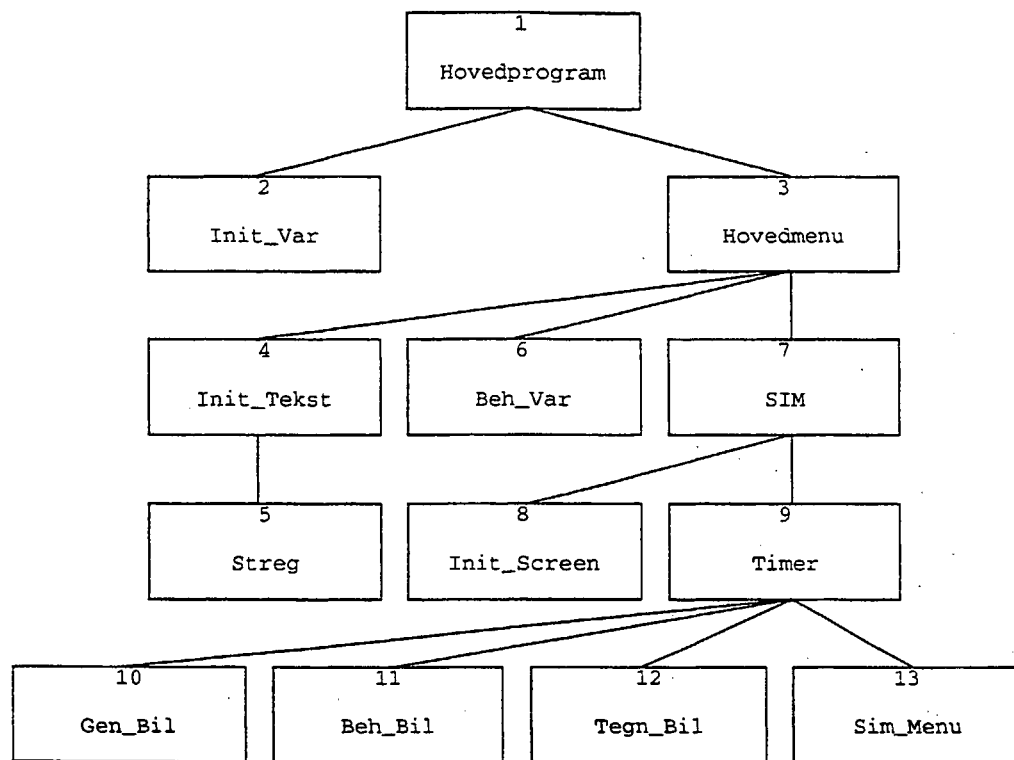 1
Hovedprogram
2
Init_Var
3
Hovedmenu
4
Init_Tekst
6
Beh_Var
7
SIM
5
Streg
8
Init_Screen
9
Timer
10
Gen_Bil
11
Beh_Bil
12
Tegn_Bil
13
Sim_Menu